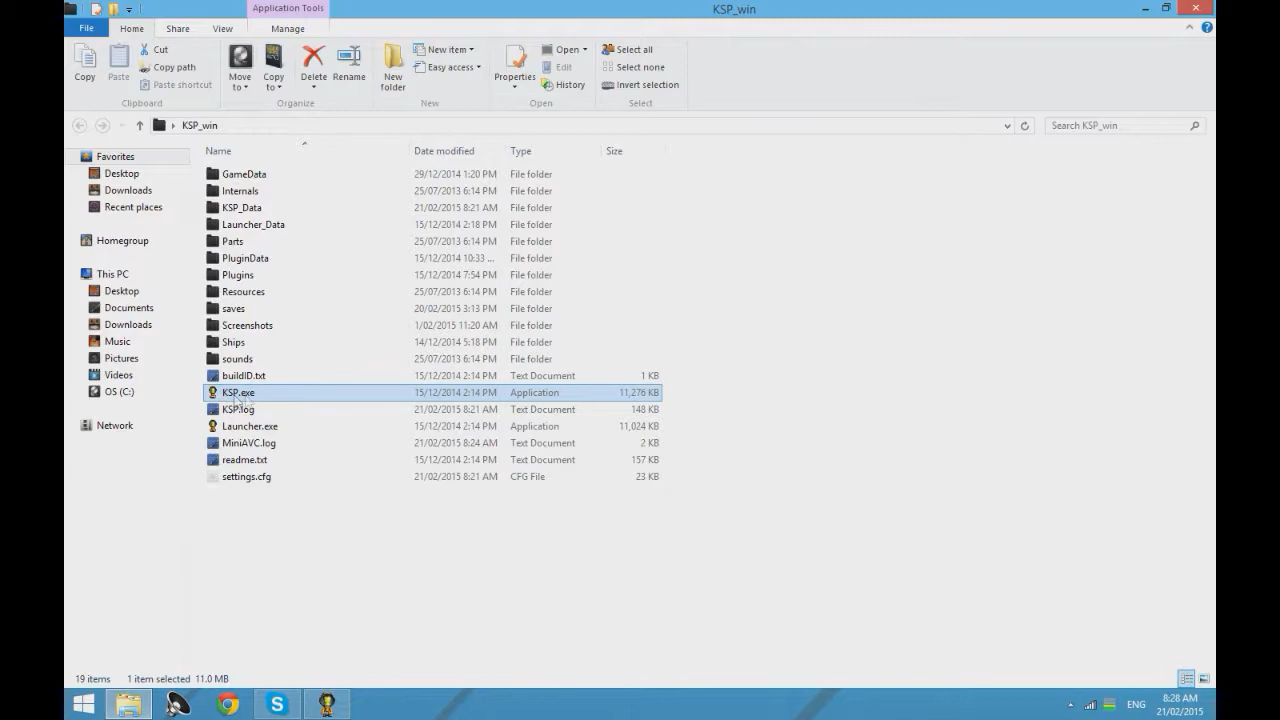 Application Tools
KSP_win
File
Home
Share
View
Manage
Copy
Paste
Cut
Copy path
Paste shortcut
Clipboard
Move to
Copy to
Delete
Rename
Organize
New folder
New item
Easy access
New
Properties
Open
Edit
History
Open
Select all
Select none
Invert selection
Select
KSP_win
Search KSP_win
Favorites
Desktop
Downloads
Recent places
Homegroup
This PC
Desktop
Documents
Downloads
Music
Pictures
Videos
OS (C:)
Network
Name Date modified Type Size
GameData 29/12/2014 1:20 PM File folder
Internals 25/07/2013 6:14 PM File folder
KSP_Data 21/02/2015 8:21 AM File folder
Launcher_Data 15/12/2014 2:18 PM File folder
Parts 25/07/2013 6:14 PM File folder
PluginData 15/12/2014 10:33 ... File folder
Plugins 15/12/2014 7:54 PM File folder
Resources 25/07/2013 6:14 PM File folder
saves 20/02/2015 3:13 PM File folder
Screenshots 1/02/2015 11:20 AM File folder
Ships 14/12/2014 5:18 PM File folder
sounds 25/07/2013 6:14 PM File folder
buildID.txt 15/12/2014 2:14 PM Text Document 1 KB
KSP.exe 15/12/2014 2:14 PM Application 11,276 KB
KSP.log 21/02/2015 8:21 AM Text Document 148 KB
Launcher.exe 15/12/2014 2:14 PM Application 11,024 KB
MiniAVC.log 21/02/2015 8:24 AM Text Document 2 KB
readme.txt 15/12/2014 2:14 PM Text Document 157 KB
settings.cfg 21/02/2015 8:21 AM CFG File 23 KB
19 items 1 item selected 11.0 MB
ENG
8:28 AM
21/02/2015